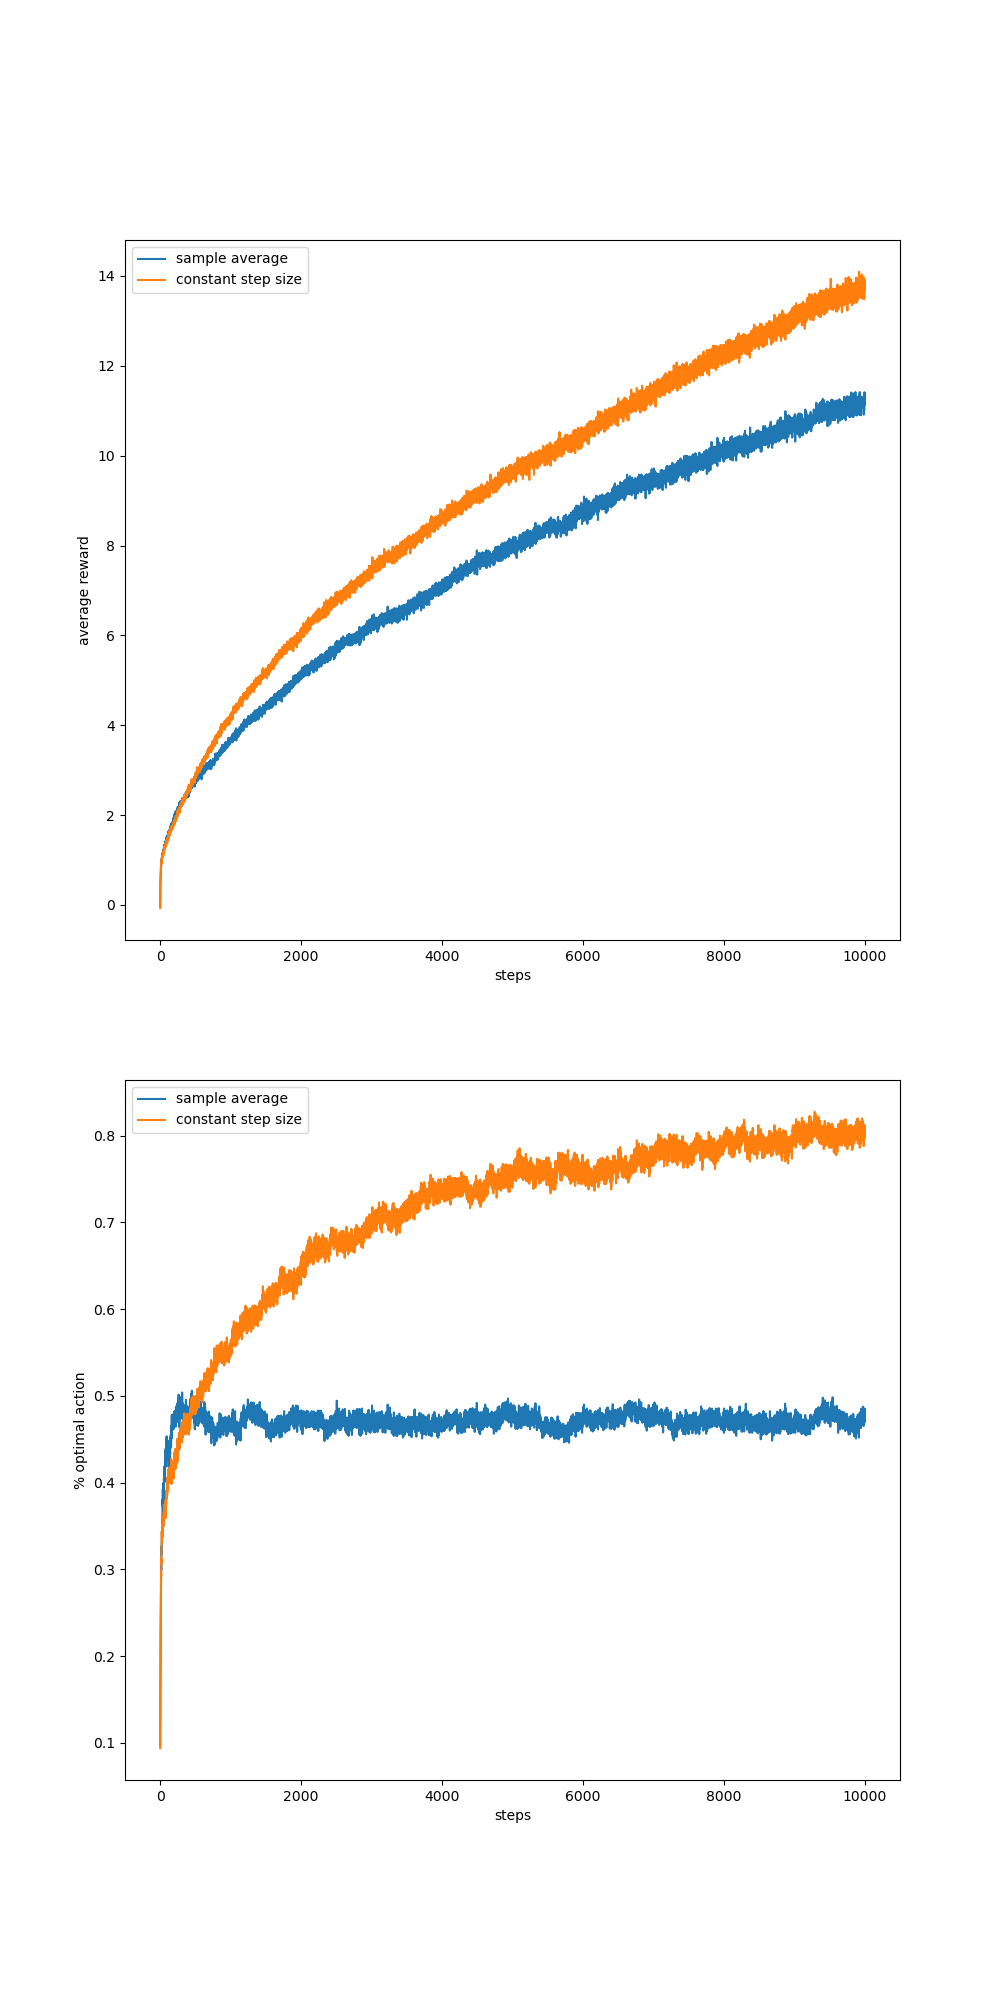 sample average
constant step size
14
12
10
8
6
4
2
0
average reward
0 2000 4000 6000 8000 10000
steps
sample average
constant step size
0.8
0.7
0.6
0.5
0.4
0.3
0.2
0.1
% optimal action
0 2000 4000 6000 8000 10000
steps